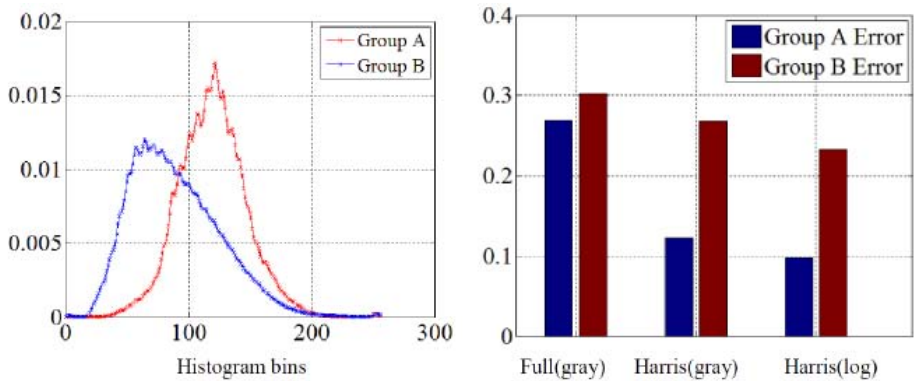 0.02
0.015
0.01
0.005
0
0
100
200
300
Group A
Group B
Histogram bins
0.4
0.3
0.2
0.1
0
Group A Error
Group B Error
Full(gray)
Harris(gray)
Harris(log)